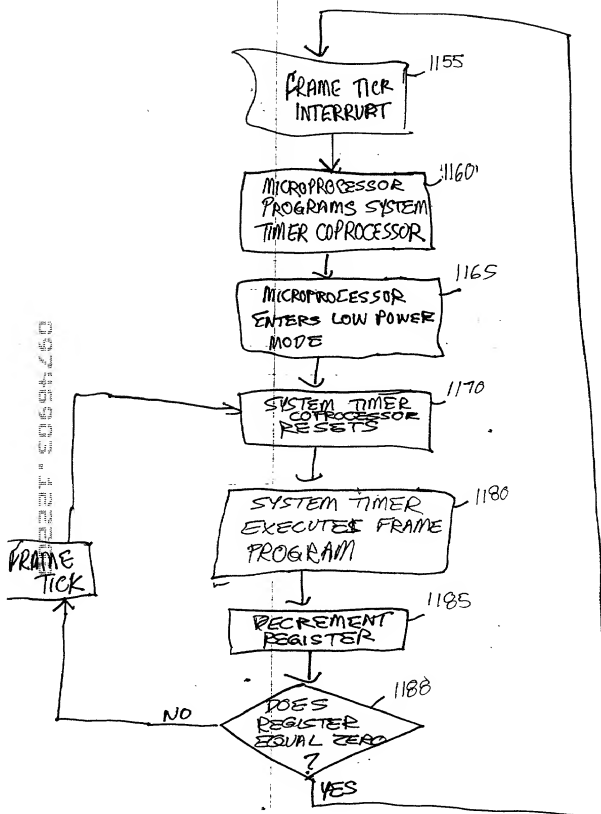 1155
FRAME TICK
INTERRUPT
1160
MICROPROCESSOR
PROGRAMS SYSTEM
TIMER COPROCESSOR
1165
MICROPROCESSOR
ENTERS LOW POWER
MODE
1170
SYSTEM TIMER
COPROCESSOR
RESETS
1180
SYSTEM TIMER
EXECUTES FRAME
PROGRAM
FRAME
TICK
1185
DECREMENT
REGISTER
1188
DOES
REGISTER
EQUAL ZERO
?
NO
YES